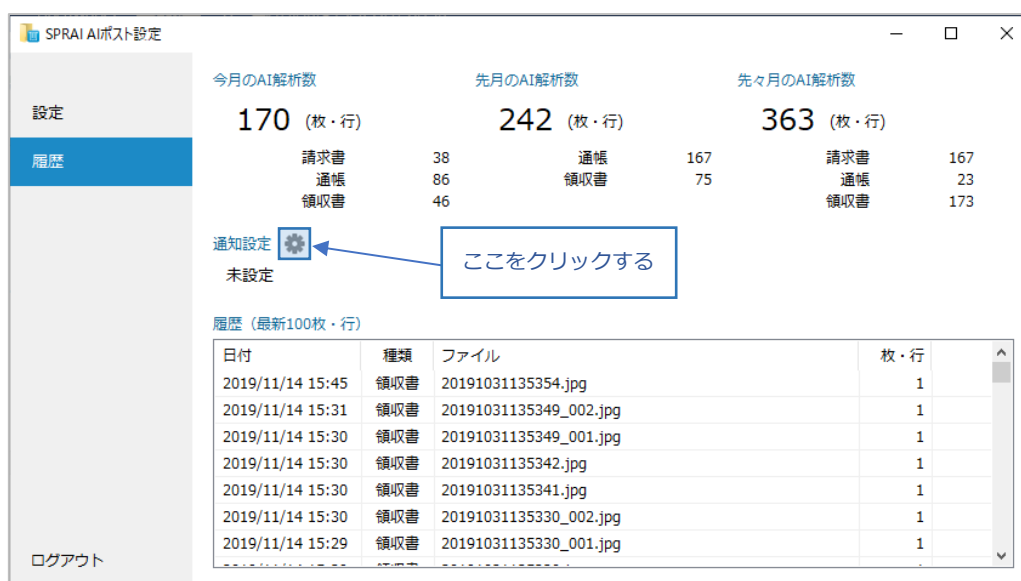 SPRAI AIポスト設定
設定
履歴
ログアウト
今月のAI解析数 先月のAI解析数 先々月のAI解析数
170 (枚・行) 242 (枚・行) 363 (枚・行)
請求書 38 通帳 167 請求書 167
通帳 86 領収書 75 通帳 23
領収書 46 領収書 173
通知設定
ここをクリックする
未設定
履歴（最新100枚・行）
日付 種類 ファイル 枚・行
2019/11/14 15:45 領収書 20191031135354.jpg 1
2019/11/14 15:31 領収書 20191031135349_002.jpg 1
2019/11/14 15:30 領収書 20191031135349_001.jpg 1
2019/11/14 15:30 領収書 20191031135342.jpg 1
2019/11/14 15:30 領収書 20191031135341.jpg 1
2019/11/14 15:30 領収書 20191031135330_002.jpg 1
2019/11/14 15:29 領収書 20191031135330_001.jpg 1